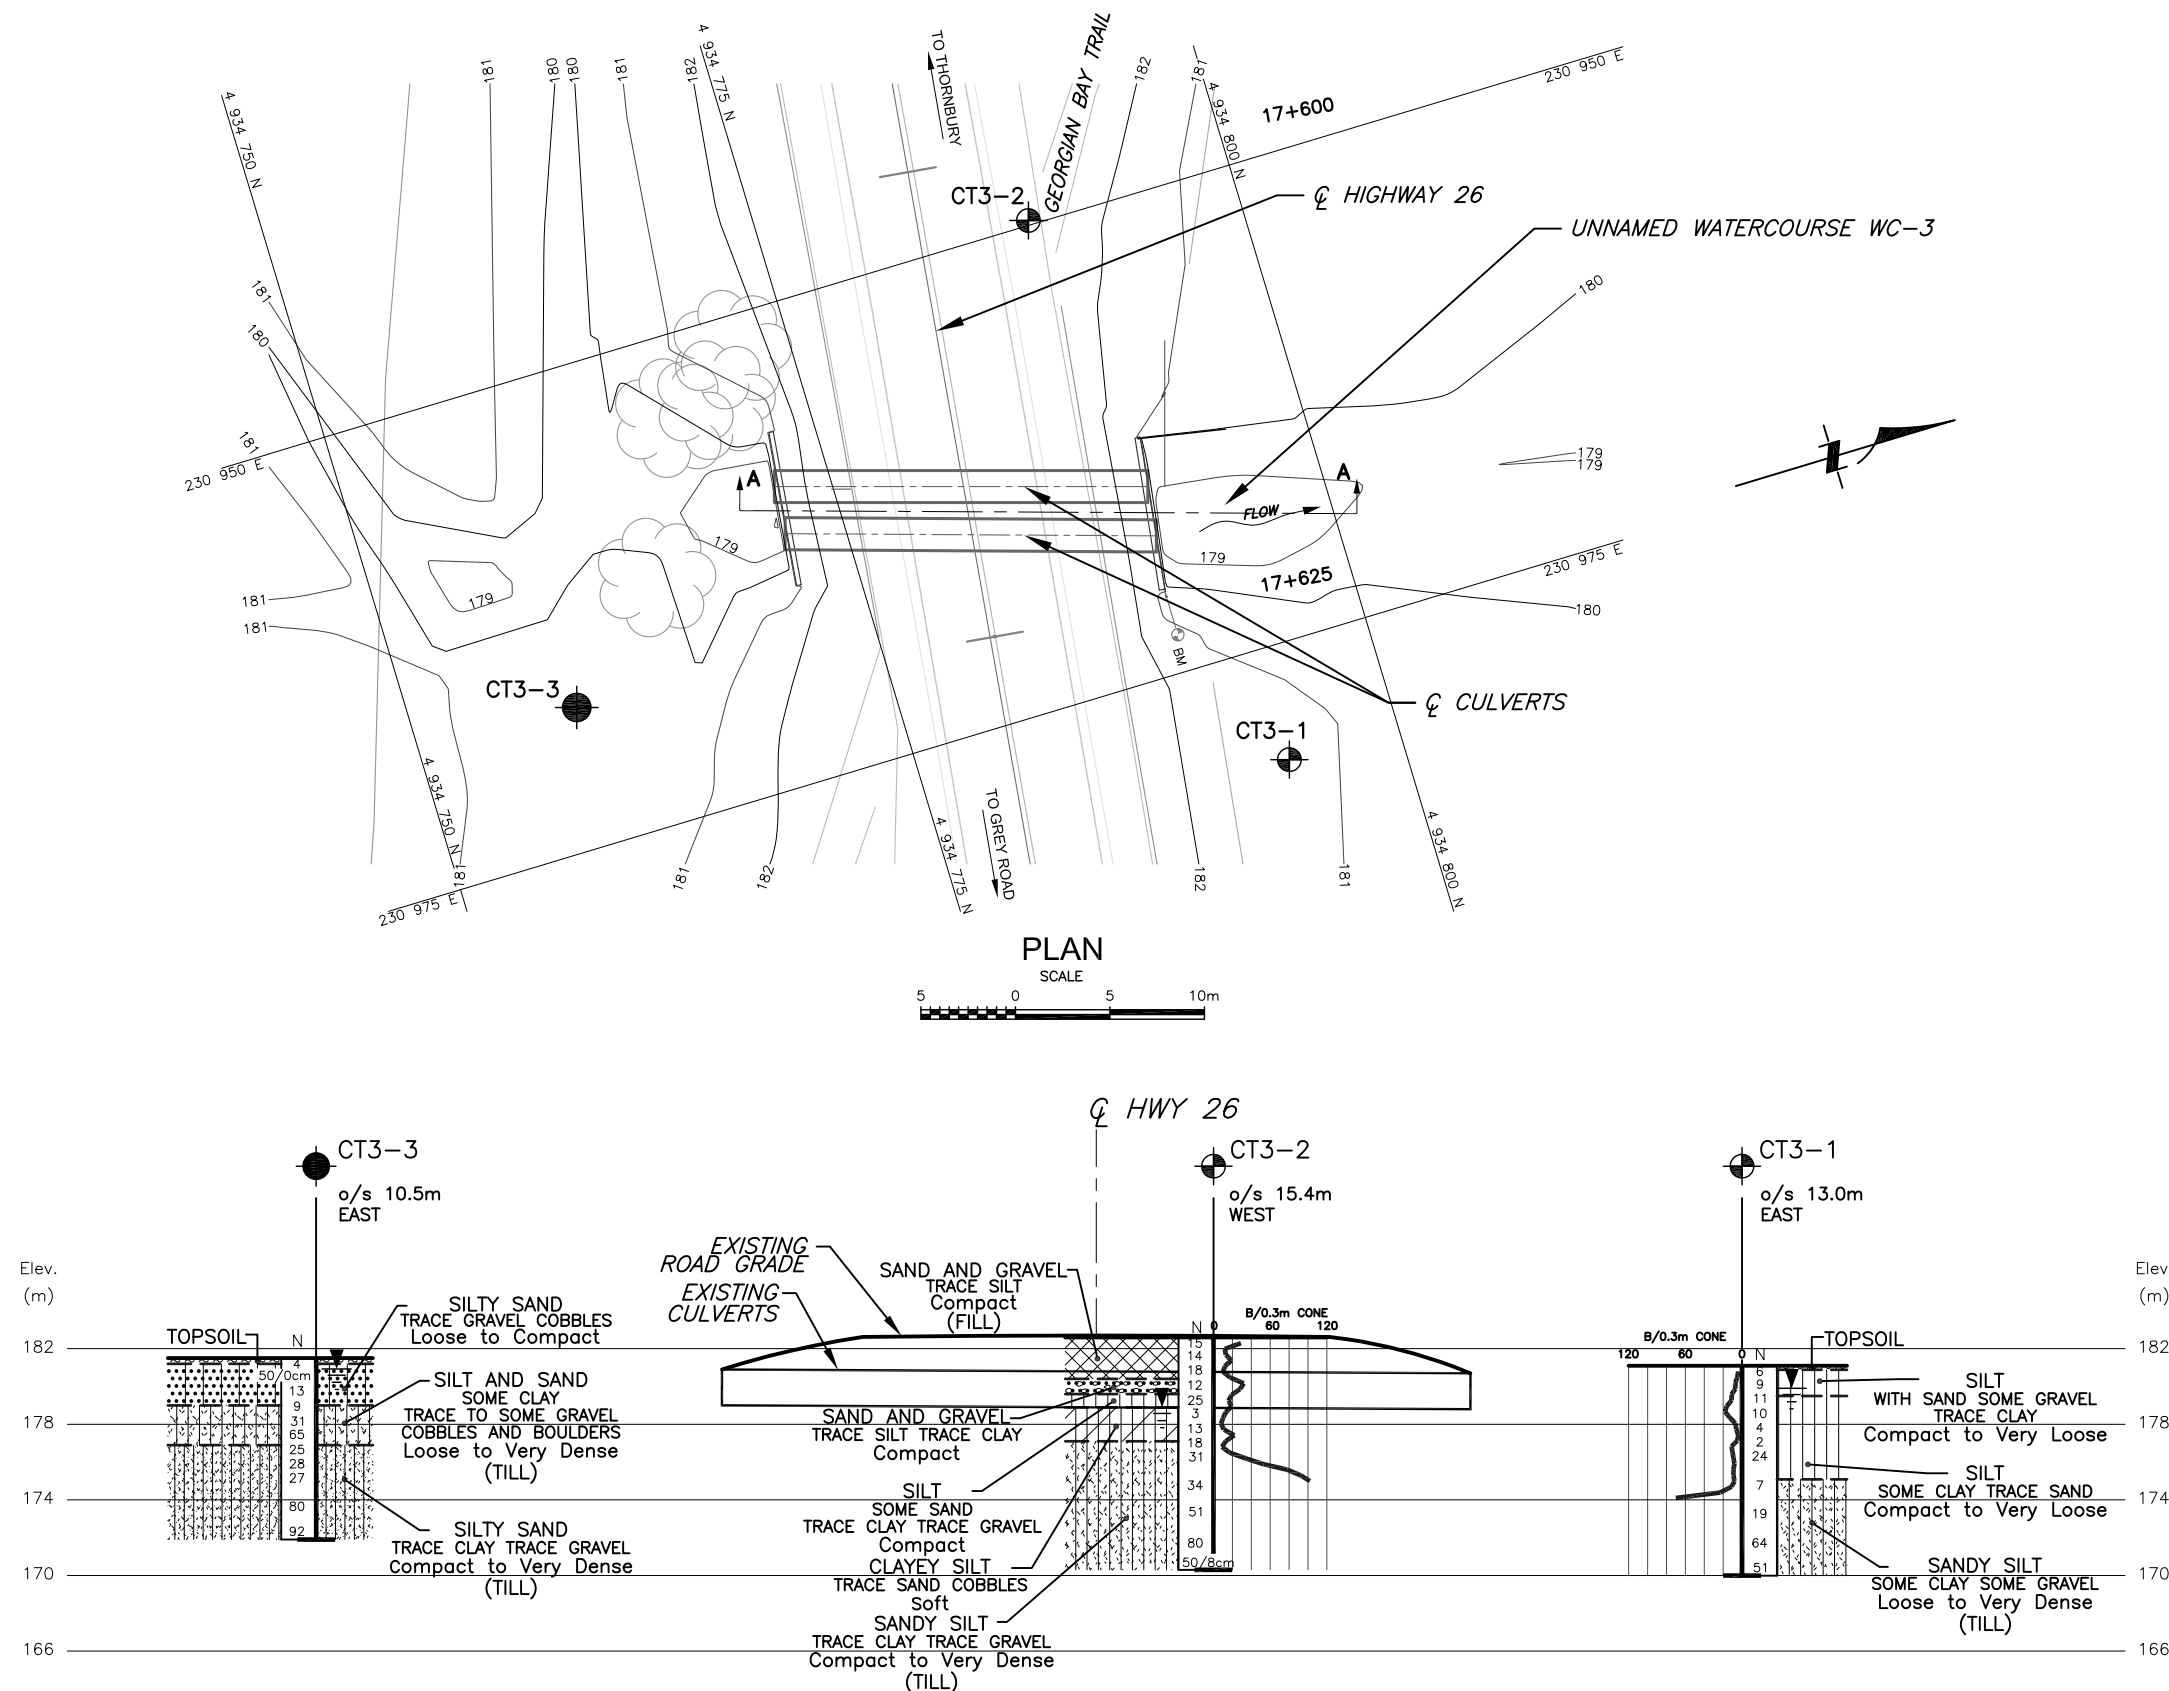 181
180
180
181
182
4 934 775 N
TO THORNBURY
GEORGIAN BAY TRAIL
182
181
4 934 800 N
17+600
230 950 E
4 934 750 N
CT3-2
℄ HIGHWAY 26
UNNAMED WATERCOURSE WC-3
181
180
180
181
230 950 E
179
179
A
A
FLOW
179
179
17+625
230 975 E
179
181
181
180
BM
CT3-3
℄ CULVERTS
CT3-1
4 934 750 N
TO GREY ROAD
4 934 775 N
4 934 800 N
181
181
182
182
181
230 975 E
PLAN
SCALE
5 0 5 10m
℄ HWY 26
CT3-3
CT3-2
CT3-1
o/s 10.5m
EAST
o/s 15.4m
WEST
o/s 13.0m
EAST
EXISTING
ROAD GRADE
EXISTING
CULVERTS
SAND AND GRAVEL
TRACE SILT
Compact
(FILL)
Elev.
(m)
Elev
(m)
SILTY SAND
TRACE GRAVEL COBBLES
Loose to Compact
TOPSOIL
N
B/0.3m CONE
N 0 60 120
B/0.3m CONE
120 60 0 N
TOPSOIL
182
182
4
50/0cm
13
9
31
65
25
28
27
80
92
SILT AND SAND
SOME CLAY
TRACE TO SOME GRAVEL
COBBLES AND BOULDERS
Loose to Very Dense
(TILL)
SILTY SAND
TRACE CLAY TRACE GRAVEL
Compact to Very Dense
(TILL)
SAND AND GRAVEL
TRACE SILT TRACE CLAY
Compact
SILT
SOME SAND
TRACE CLAY TRACE GRAVEL
Compact
CLAYEY SILT
TRACE SAND COBBLES
Soft
SANDY SILT
TRACE CLAY TRACE GRAVEL
Compact to Very Dense
(TILL)
15
14
18
12
25
3
13
18
31
34
51
80
50/8cm
6
9
11
10
4
2
24
7
19
64
51
SILT
WITH SAND SOME GRAVEL
TRACE CLAY
Compact to Very Loose
SILT
SOME CLAY TRACE SAND
Compact to Very Loose
SANDY SILT
SOME CLAY SOME GRAVEL
Loose to Very Dense
(TILL)
178
178
174
174
170
170
166
166